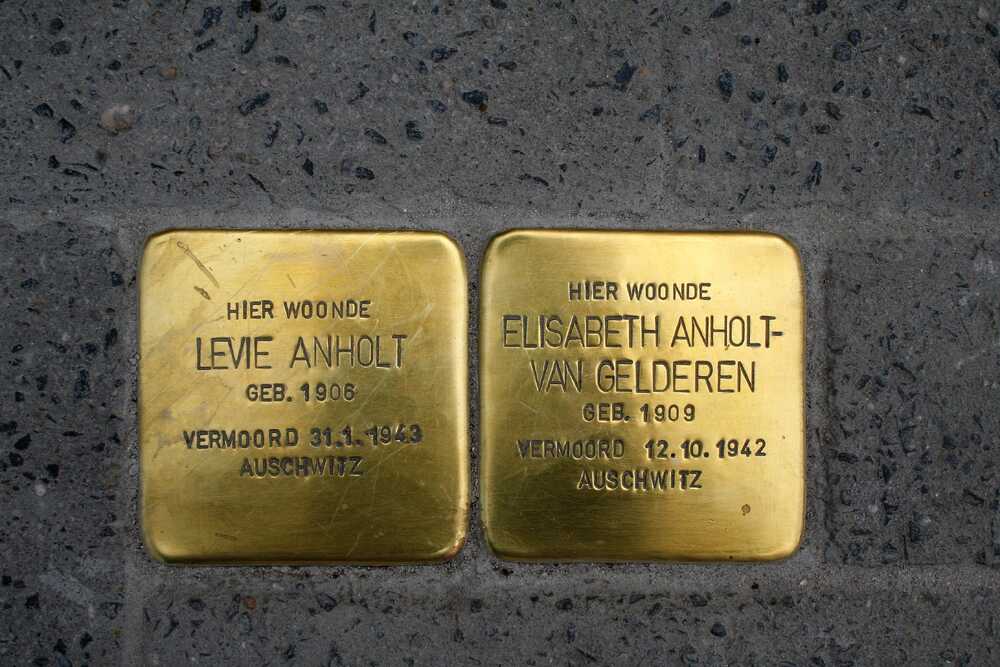 HIER WOONDE
LEVIE ANHOLT
GEB. 1906
VERMOORD 31.1.1943
AUSCHWITZ
HIER WOONDE
ELISABETH ANHOLT-
VAN GELDEREN
GEB. 1909
VERMOORD 12.10.1942
AUSCHWITZ